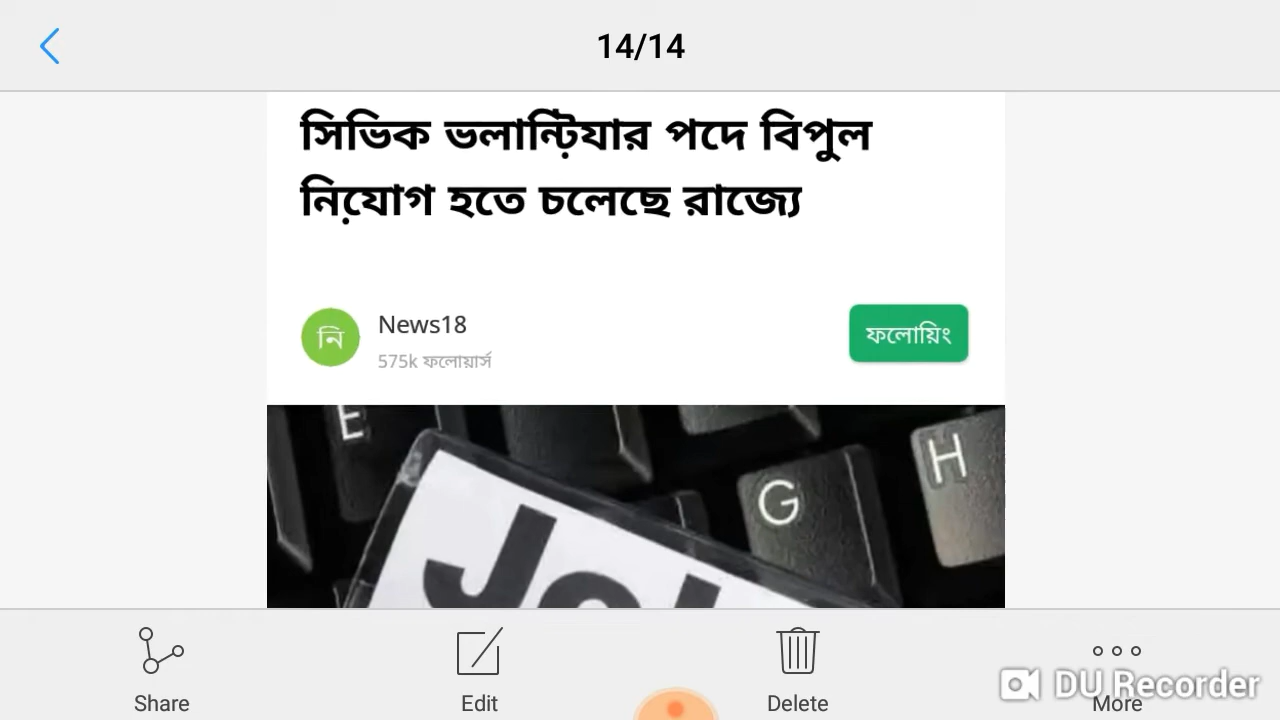 14/14
সিভিক ভলান্টিয়ার পদে বিপুল
নিয়োগ হতে চলেছে রাজ্যে
নি
News18
575k ফলোয়ার্স
ফলোয়িং
E
G
H
Share
Edit
Delete
More
DU Recorder